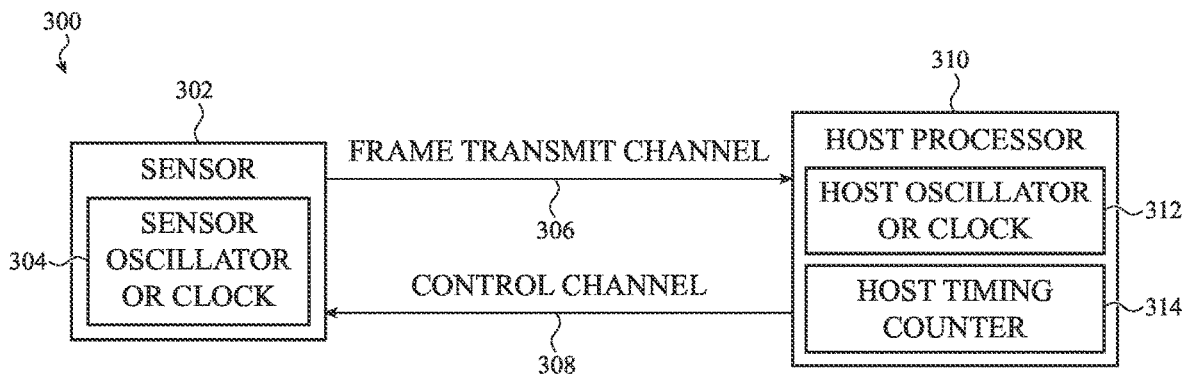 300
302
310
SENSOR
FRAME TRANSMIT CHANNEL
HOST PROCESSOR
304
SENSOR
OSCILLATOR
OR CLOCK
306
HOST OSCILLATOR
OR CLOCK
312
CONTROL CHANNEL
308
HOST TIMING
COUNTER
314